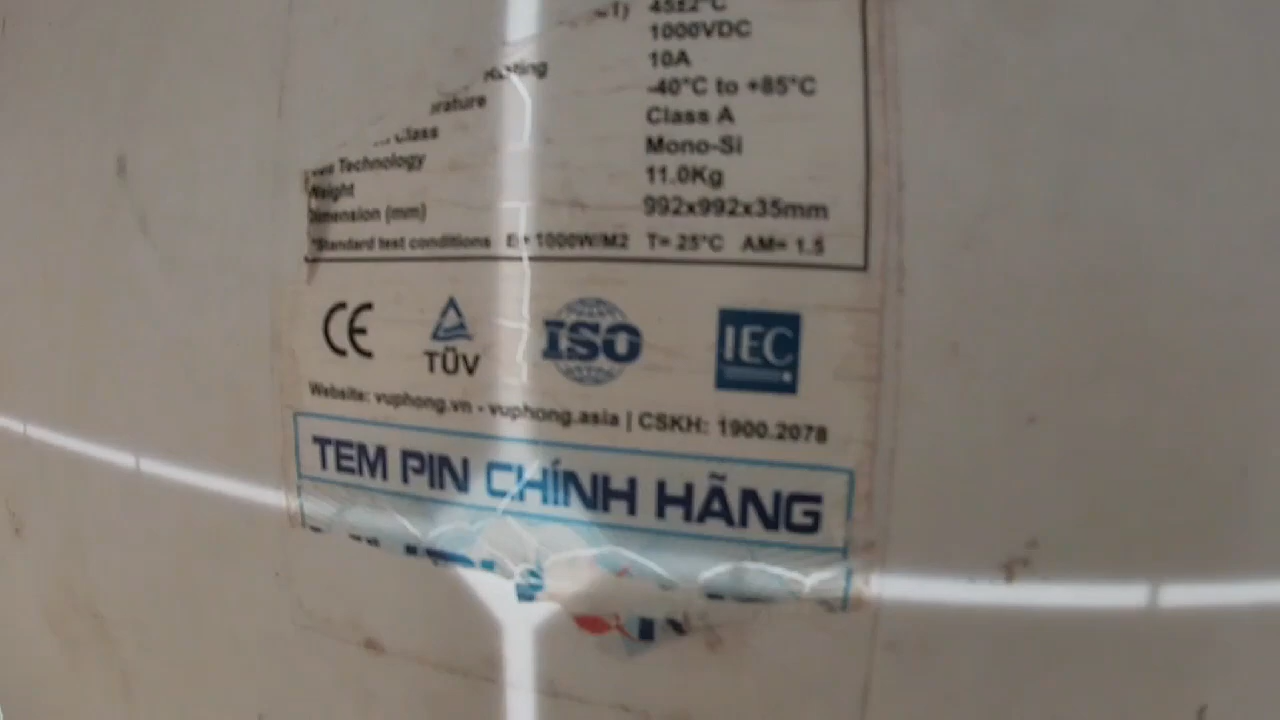 45±2°C
1000VDC
Rating 10A
-40°C to +85°C
Class Class A
Technology Mono-Si
Weight 11.0Kg
Dimension (mm) 992x992x35mm
*Standard test conditions E= 1000W/M2 T= 25°C AM= 1.5
CE TÜV ISO IEC
Website: vuphong.vn - vuphong.asia | CSKH: 1900.2078
TEM PIN CHÍNH HÃNG